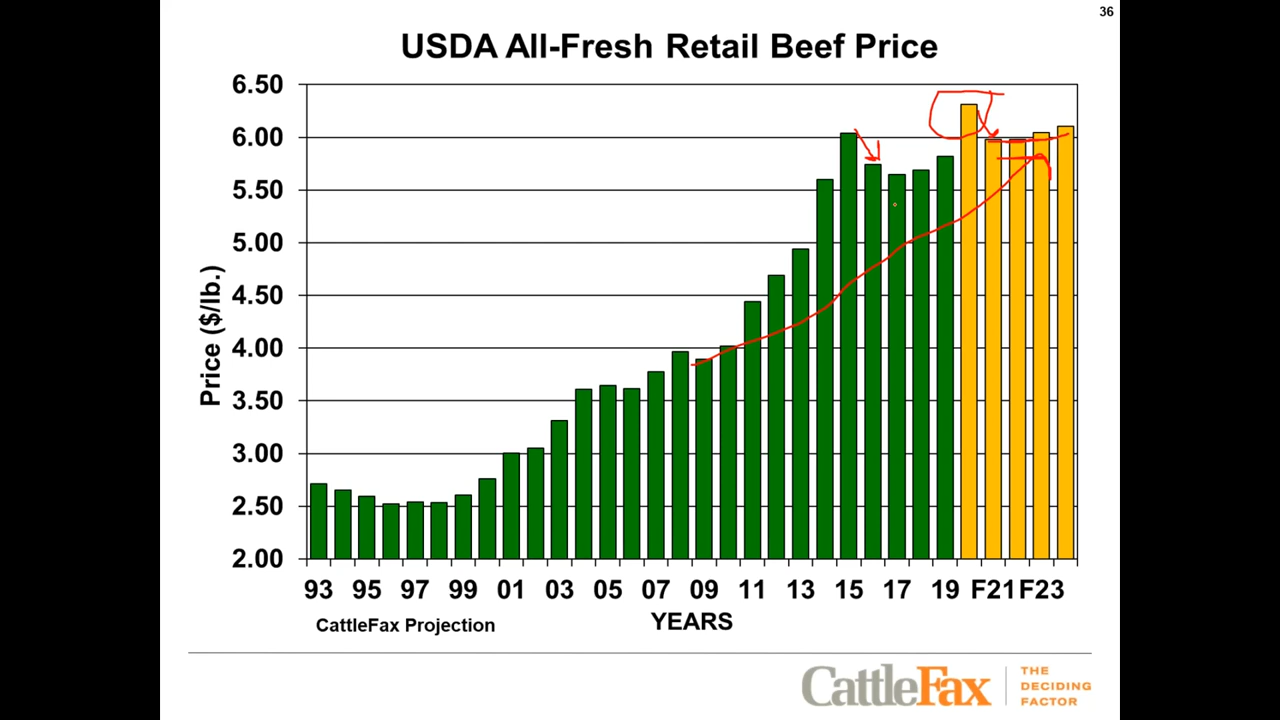 36
USDA All-Fresh Retail Beef Price
Price ($/lb.)
6.50
6.00
5.50
5.00
4.50
4.00
3.50
3.00
2.50
2.00
93 95 97 99 01 03 05 07 09 11 13 15 17 19 F21 F23
YEARS
CattleFax Projection
CattleFax
THE
DECIDING
FACTOR